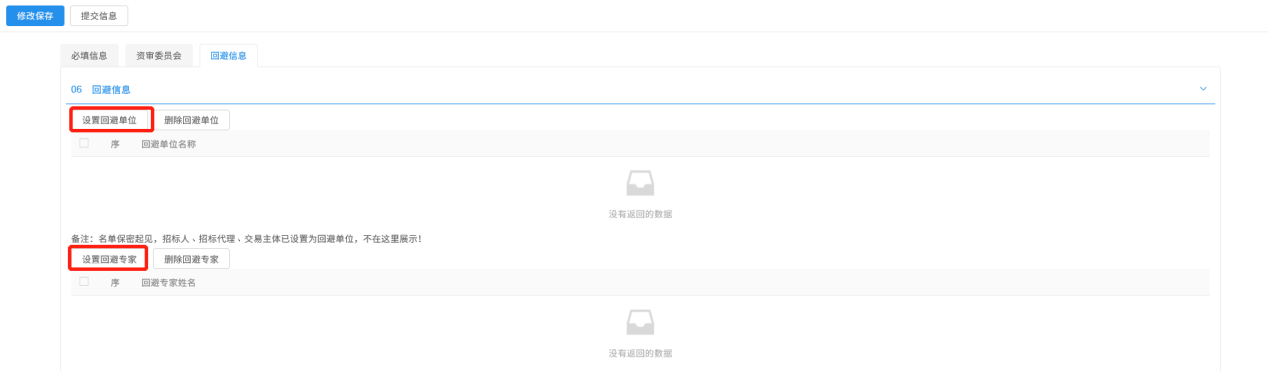 修改保存 提交信息
必填信息 资审委员会 回避信息
06 回避信息
设置回避单位 删除回避单位
序 回避单位名称
没有返回的数据
备注：名单保密起见，招标人、招标代理、交易主体已设置为回避单位，不在这里展示！
设置回避专家 删除回避专家
序 回避专家姓名
没有返回的数据